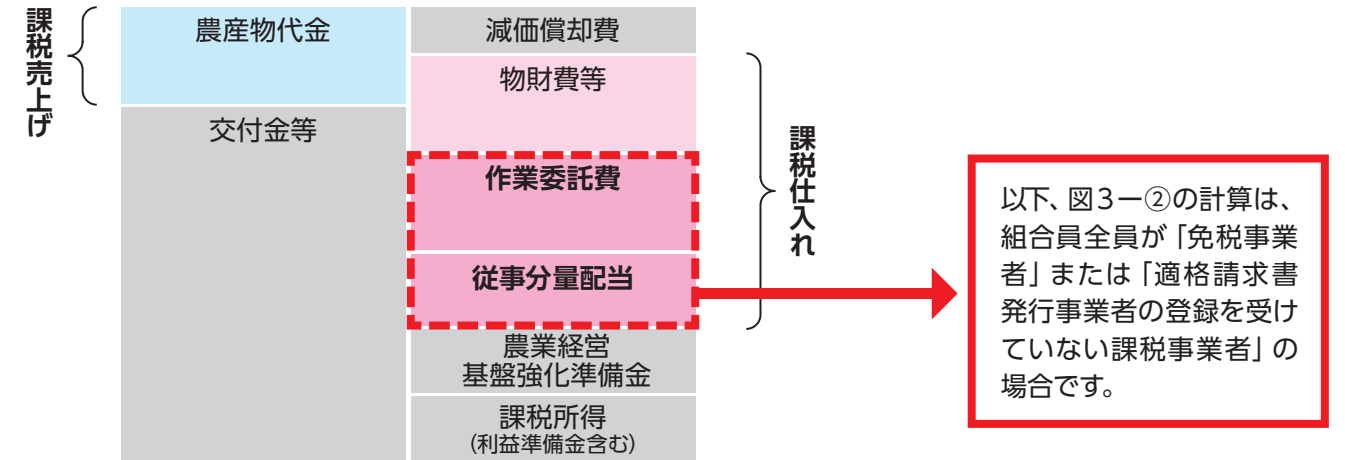 課税売上げ
農産物代金
交付金等
減価償却費
物財費等
作業委託費
従事分量配当
農業経営
基盤強化準備金
課税所得
(利益準備金含む)
課税仕入れ
以下、図3ー②の計算は、
組合員全員が「免税事業
者」または「適格請求書
発行事業者の登録を受け
ていない課税事業者」の
場合です。